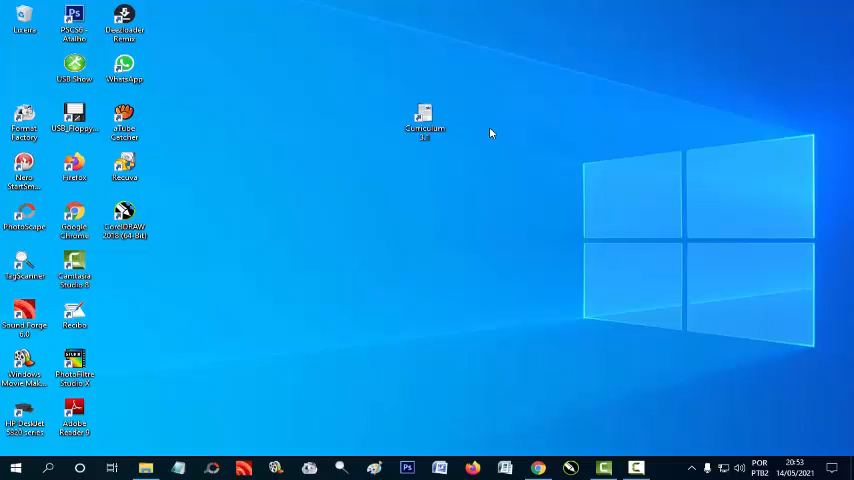 Lixeira
PSCS6 -
Atalho
Deezloader
Remix
USB Show
WhatsApp
Format
Factory
USB_Floppy...
aTube
Catcher
Curriculum
3.1
Nero
StartSm...
Firefox
Recuva
PhotoScape
Google
Chrome
CorelDRAW
2018 (64-Bit)
TagScanner
Camtasia
Studio 8
Sound Forge
6.0
Recibo
Windows
Movie Mak...
PhotoFiltre
Studio X
HP DeskJet
5820 series
Adobe
Reader 9
POR
PTB2
20:53
14/05/2021